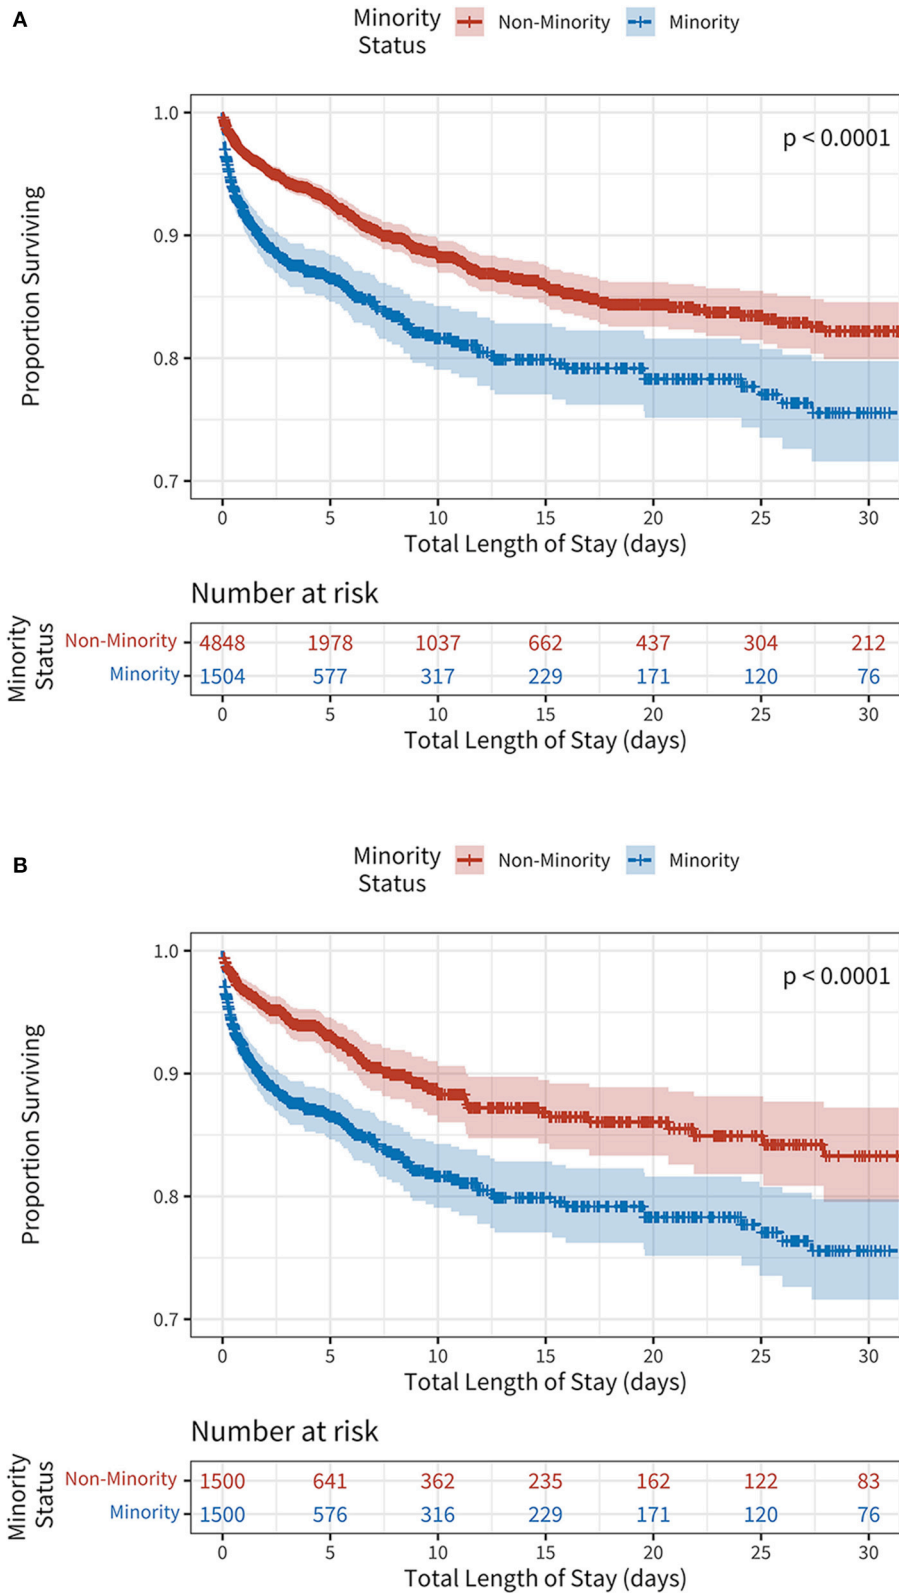 A
Minority Status Non-Minority Minority
p < 0.0001
Proportion Surviving
1.0
0.9
0.8
0.7
0 5 10 15 20 25 30
Total Length of Stay (days)
Number at risk
Minority Status
Non-Minority 4848 1978 1037 662 437 304 212
Minority 1504 577 317 229 171 120 76
0 5 10 15 20 25 30
Total Length of Stay (days)
B
Minority Status Non-Minority Minority
p < 0.0001
Proportion Surviving
1.0
0.9
0.8
0.7
0 5 10 15 20 25 30
Total Length of Stay (days)
Number at risk
Minority Status
Non-Minority 1500 641 362 235 162 122 83
Minority 1500 576 316 229 171 120 76
0 5 10 15 20 25 30
Total Length of Stay (days)